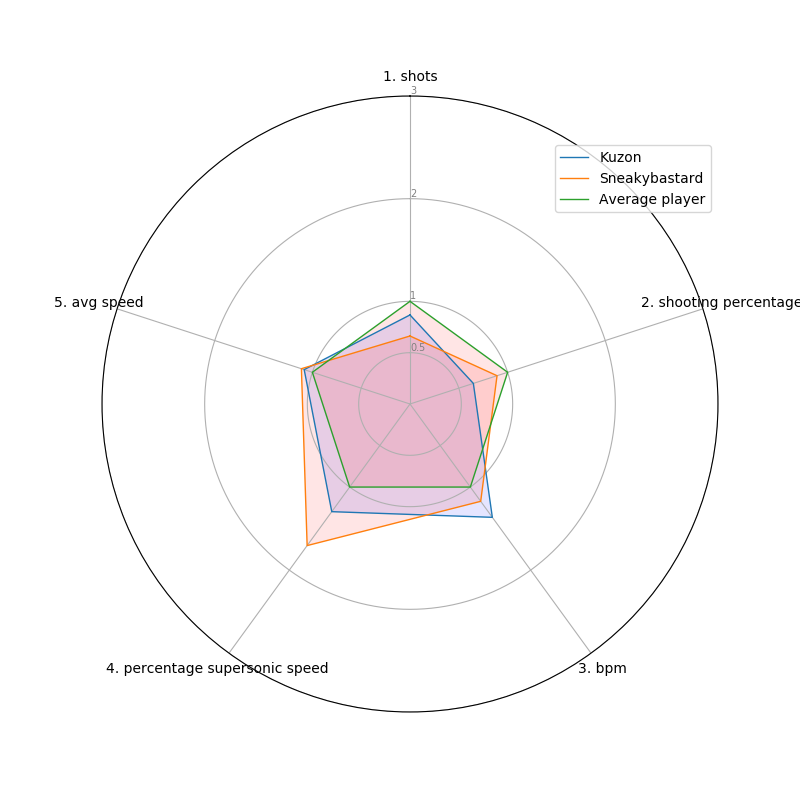 1. shots
3
Kuzon
Sneakybastard
Average player
2
1
5. avg speed
2. shooting percentage
0.5
4. percentage supersonic speed
3. bpm